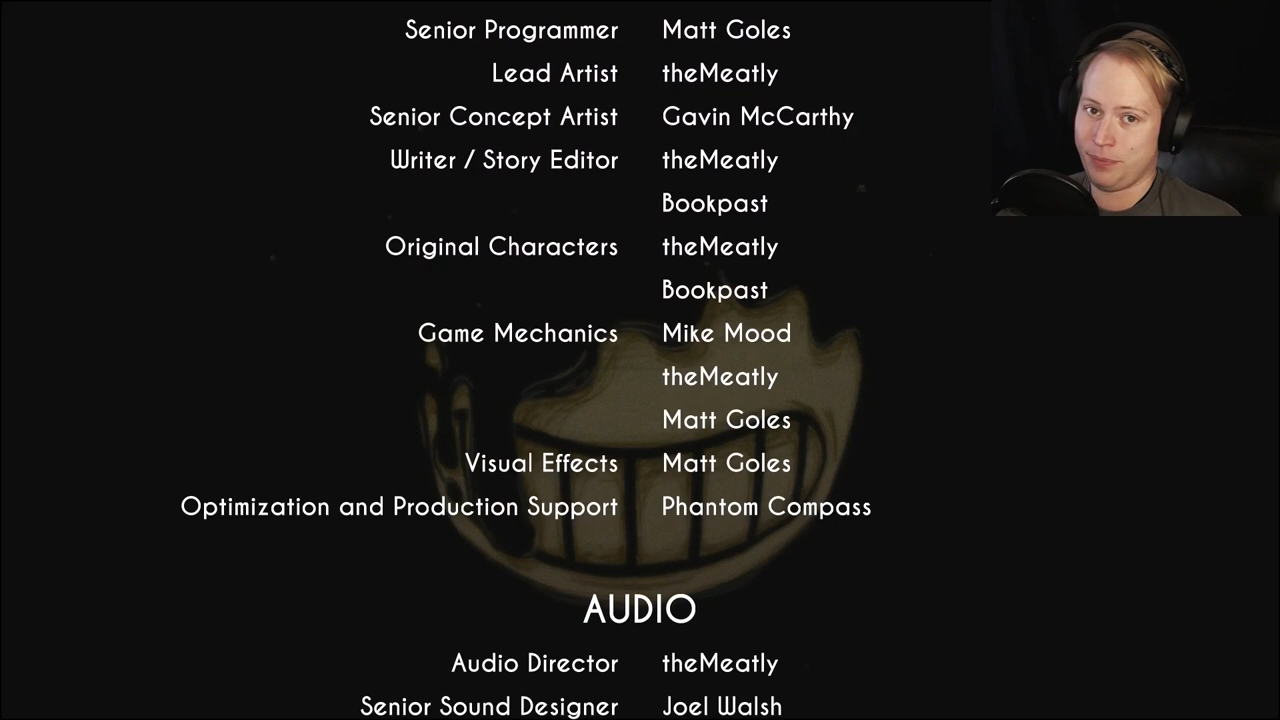 Senior Programmer Matt Goles
Lead Artist theMeatly
Senior Concept Artist Gavin McCarthy
Writer / Story Editor theMeatly
Bookpast
Original Characters theMeatly
Bookpast
Game Mechanics Mike Mood
theMeatly
Matt Goles
Visual Effects Matt Goles
Optimization and Production Support Phantom Compass
AUDIO
Audio Director theMeatly
Senior Sound Designer Joel Walsh